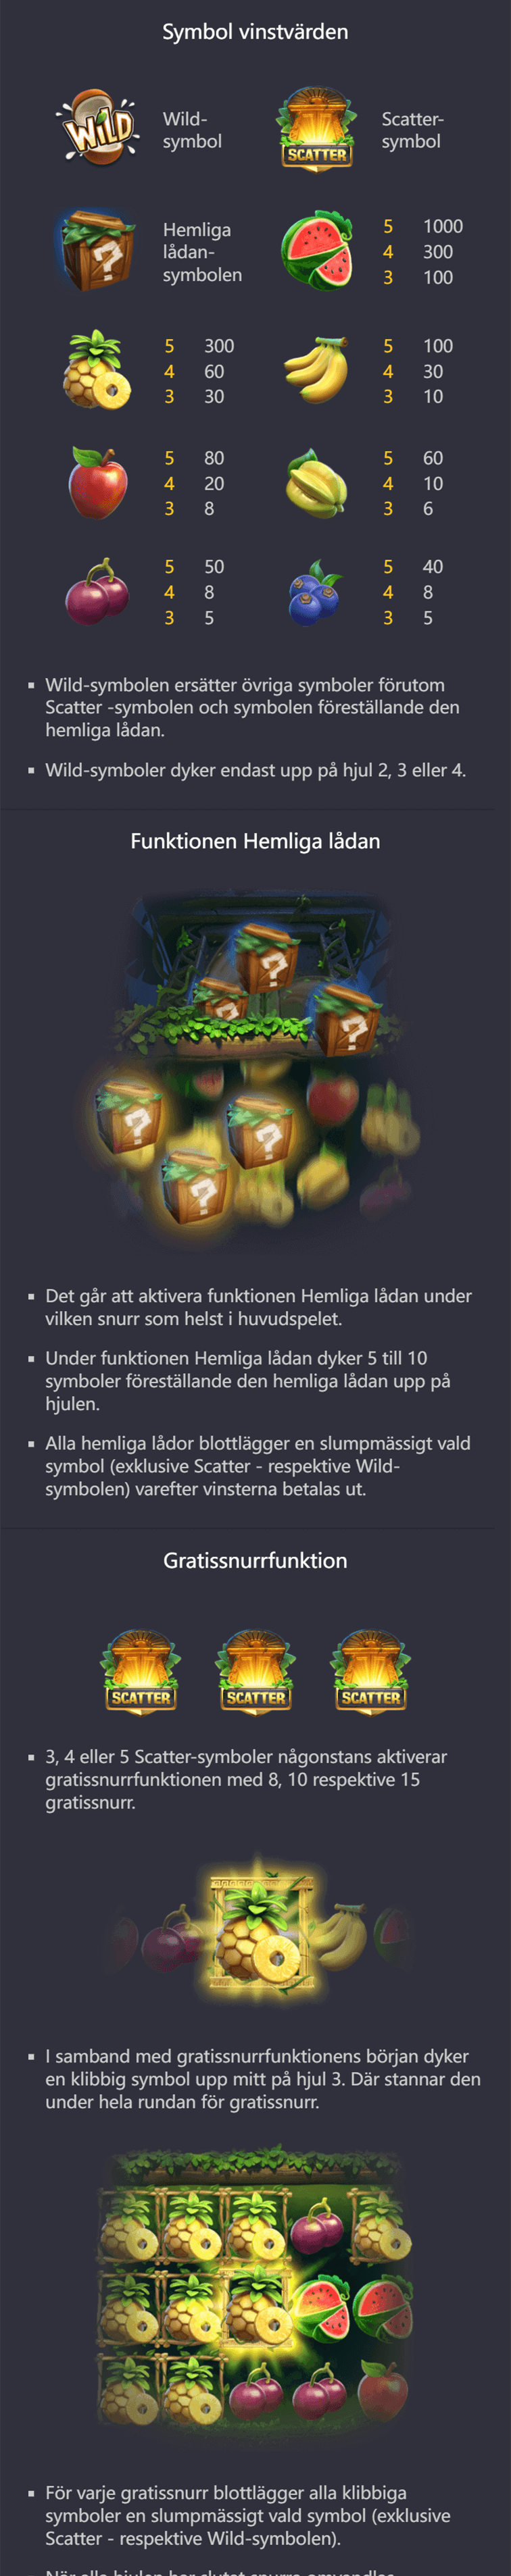 Symbol vinstvärden
WILD
Wild-
symbol
SCATTER
Scatter-
symbol
?
Hemliga
lådan-
symbolen
5 1000
4 300
3 100
5 300
4 60
3 30
5 100
4 30
3 10
5 80
4 20
3 8
5 60
4 10
3 6
5 50
4 8
3 5
5 40
4 8
3 5
▪ Wild-symbolen ersätter övriga symboler förutom
Scatter -symbolen och symbolen föreställande den
hemliga lådan.
▪ Wild-symboler dyker endast upp på hjul 2, 3 eller 4.
Funktionen Hemliga lådan
?
?
?
?
?
?
▪ Det går att aktivera funktionen Hemliga lådan under
vilken snurr som helst i huvudspelet.
▪ Under funktionen Hemliga lådan dyker 5 till 10
symboler föreställande den hemliga lådan upp på
hjulen.
▪ Alla hemliga lådor blottlägger en slumpmässigt vald
symbol (exklusive Scatter - respektive Wild-
symbolen) varefter vinsterna betalas ut.
Gratissnurrfunktion
SCATTER SCATTER SCATTER
▪ 3, 4 eller 5 Scatter-symboler någonstans aktiverar
gratissnurrfunktionen med 8, 10 respektive 15
gratissnurr.
▪ I samband med gratissnurrfunktionens början dyker
en klibbig symbol upp mitt på hjul 3. Där stannar den
under hela rundan för gratissnurr.
▪ För varje gratissnurr blottlägger alla klibbiga
symboler en slumpmässigt vald symbol (exklusive
Scatter - respektive Wild-symbolen).